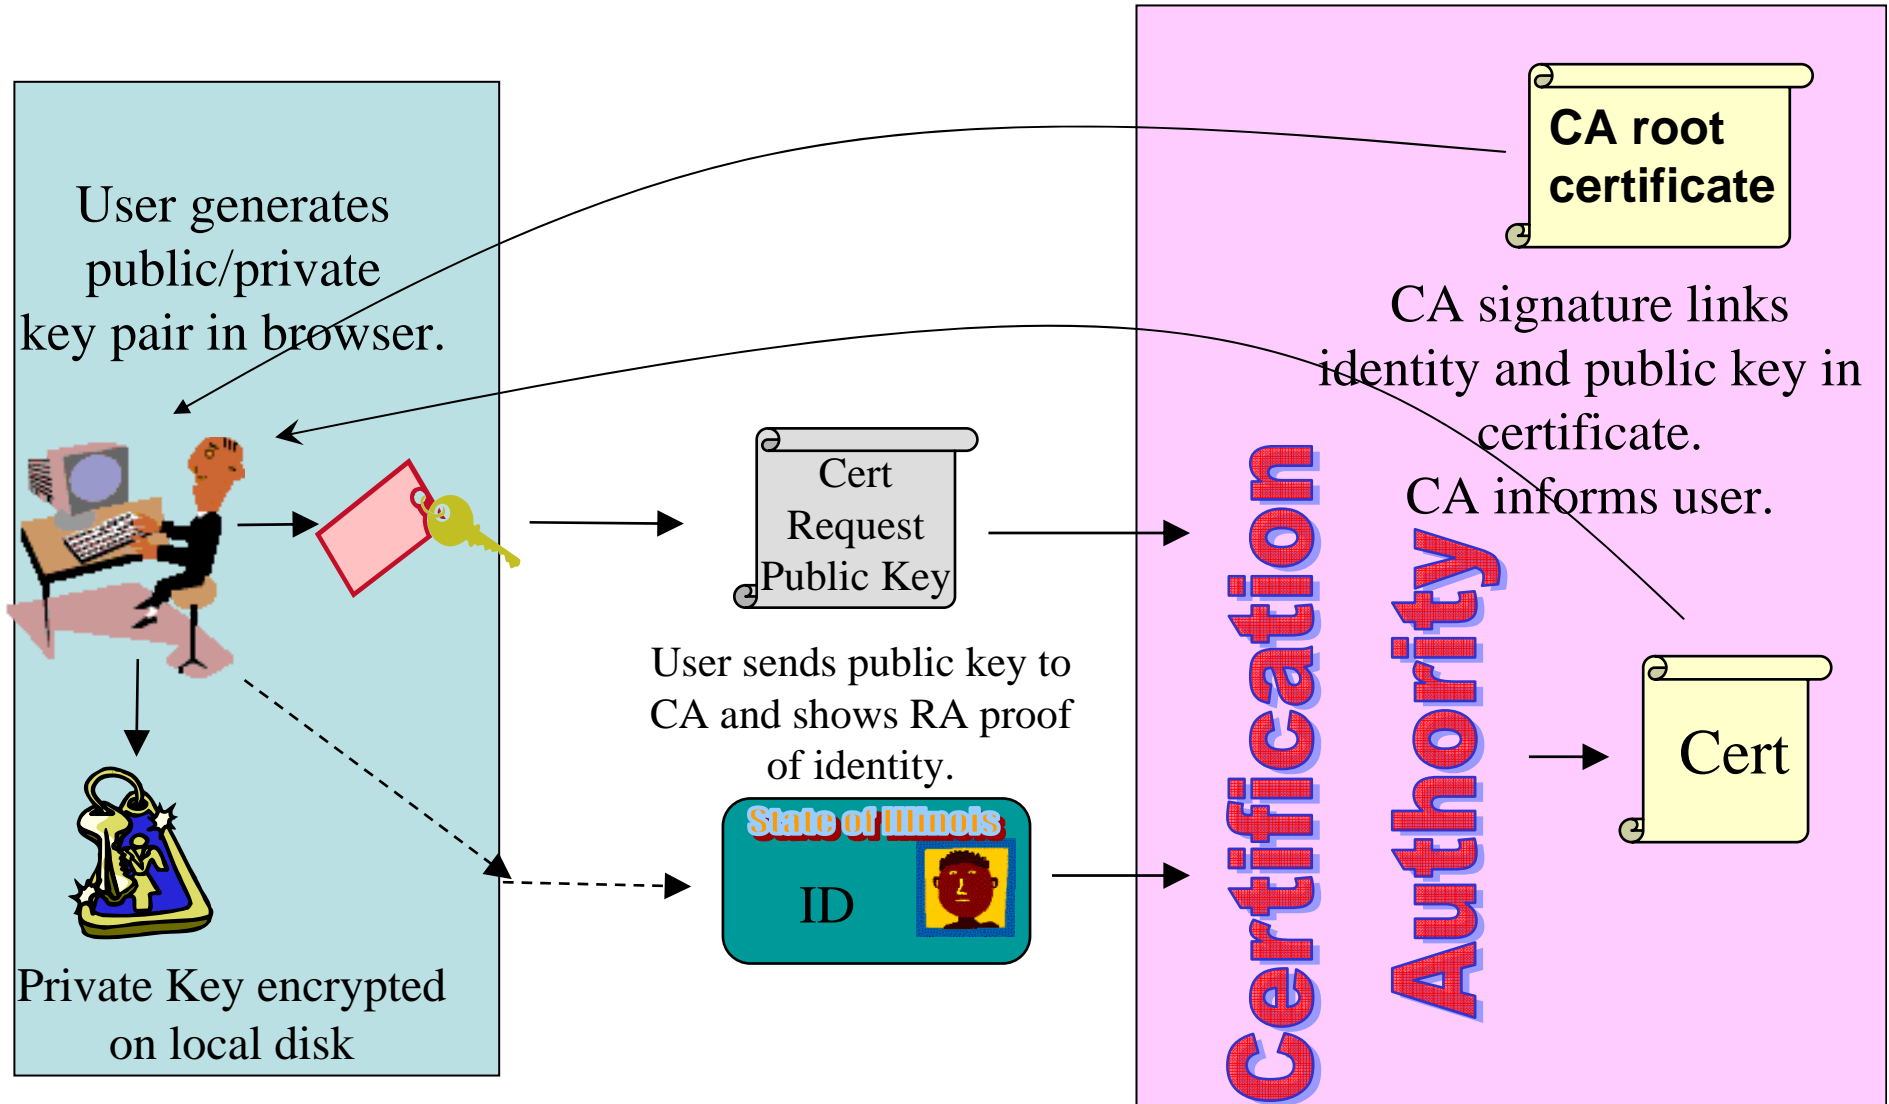 User generates
public/private
key pair in browser.
Private Key encrypted
on local disk
Cert
Request
Public Key
User sends public key to
CA and shows RA proof
of identity.
State of Illinois
ID
Certification
Authority
CA root
certificate
CA signature links
identity and public key in
certificate.
CA informs user.
Cert